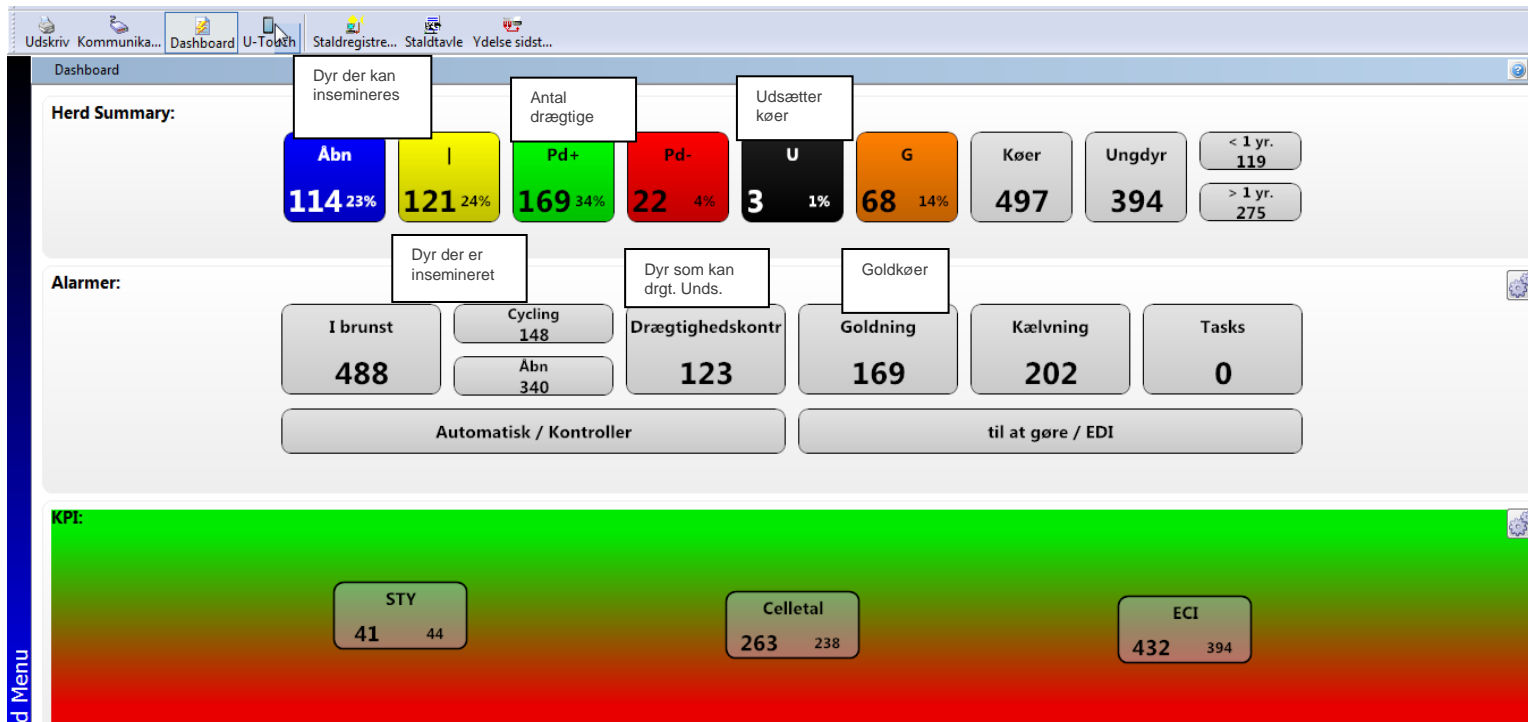 Udskriv Kommunika... Dashboard U-Touch Staldregistre... Staldtavle Ydelse sidst...
Dashboard
Dyr der kan
insemineres
Antal
drægtige
Udsætter
køer
Herd Summary:
Åbn
114 23%
|
121 24%
Pd+
169 34%
Pd-
22 4%
U
3 1%
G
68 14%
Køer
497
Ungdyr
394
< 1 yr.
119
> 1 yr.
275
Dyr der er
insemineret
Dyr som kan
drgt. Unds.
Goldkøer
Alarmer:
I brunst
488
Cycling
148
Åbn
340
Drægtighedskontr
123
Goldning
169
Kælvning
202
Tasks
0
Automatisk / Kontroller
til at gøre / EDI
KPI:
STY
41 44
Celletal
263 238
ECI
432 394
d Menu